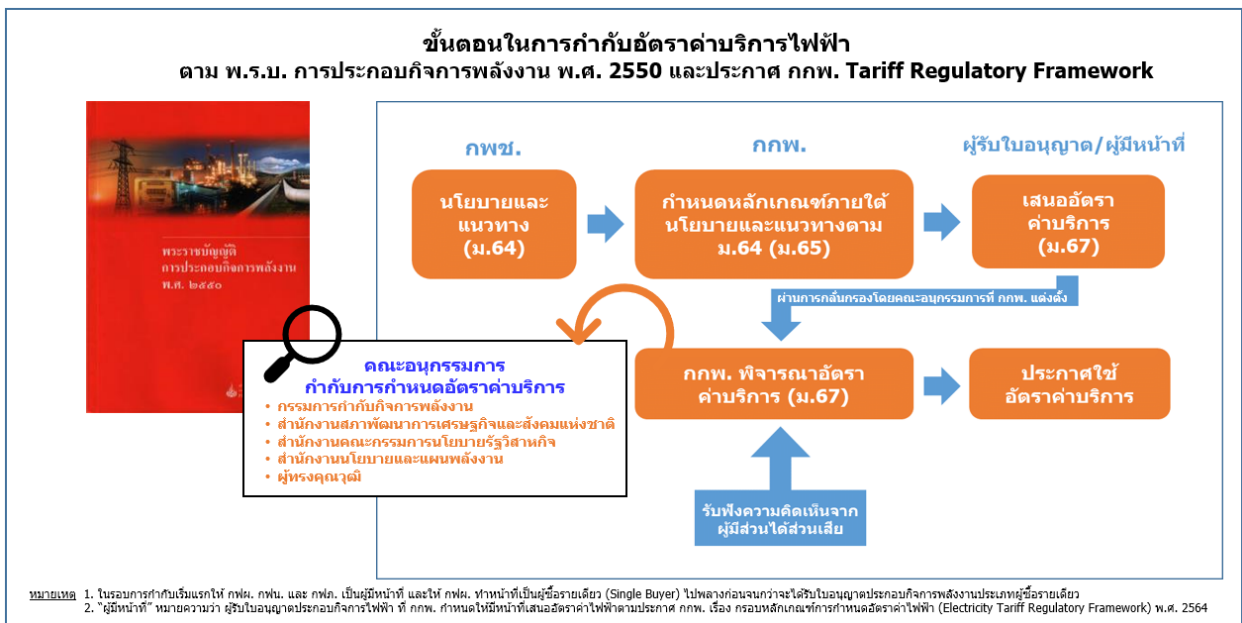 ขั้นตอนในการกำกับอัตราค่าบริการไฟฟ้า
ตาม พ.ร.บ. การประกอบกิจการพลังงาน พ.ศ. 2550 และประกาศ กกพ. Tariff Regulatory Framework
พระราชบัญญัติ
การประกอบกิจการพลังงาน
พ.ศ. ๒๕๕๐
กพช.
กกพ.
ผู้รับใบอนุญาต/ผู้มีหน้าที่
นโยบายและ
แนวทาง
(ม.64)
กำหนดหลักเกณฑ์ภายใต้
นโยบายและแนวทางตาม
ม.64 (ม.65)
เสนออัตรา
ค่าบริการ
(ม.67)
ผ่านการกลั่นกรองโดยคณะอนุกรรมการที่ กกพ. แต่งตั้ง
คณะอนุกรรมการ
กำกับการกำหนดอัตราค่าบริการ
• กรรมการกำกับกิจการพลังงาน
• สำนักงานสภาพัฒนาการเศรษฐกิจและสังคมแห่งชาติ
• สำนักงานคณะกรรมการนโยบายรัฐวิสาหกิจ
• สำนักงานนโยบายและแผนพลังงาน
• ผู้ทรงคุณวุฒิ
กกพ. พิจารณาอัตรา
ค่าบริการ (ม.67)
ประกาศใช้
อัตราค่าบริการ
รับฟังความคิดเห็นจาก
ผู้มีส่วนได้ส่วนเสีย
หมายเหตุ 1. ในรอบการกำกับเริ่มแรกให้ กฟผ. กฟน. และ กฟภ. เป็นผู้มีหน้าที่ และให้ กฟผ. ทำหน้าที่เป็นผู้ซื้อรายเดียว (Single Buyer) ไปพลางก่อนจนกว่าจะได้รับใบอนุญาตประกอบกิจการพลังงานประเภทผู้ซื้อรายเดียว
2. "ผู้มีหน้าที่" หมายความว่า ผู้รับใบอนุญาตประกอบกิจการไฟฟ้า ที่ กกพ. กำหนดให้มีหน้าที่เสนออัตราค่าไฟฟ้าตามประกาศ กกพ. เรื่อง กรอบหลักเกณฑ์การกำหนดอัตราค่าไฟฟ้า (Electricity Tariff Regulatory Framework) พ.ศ. 2564